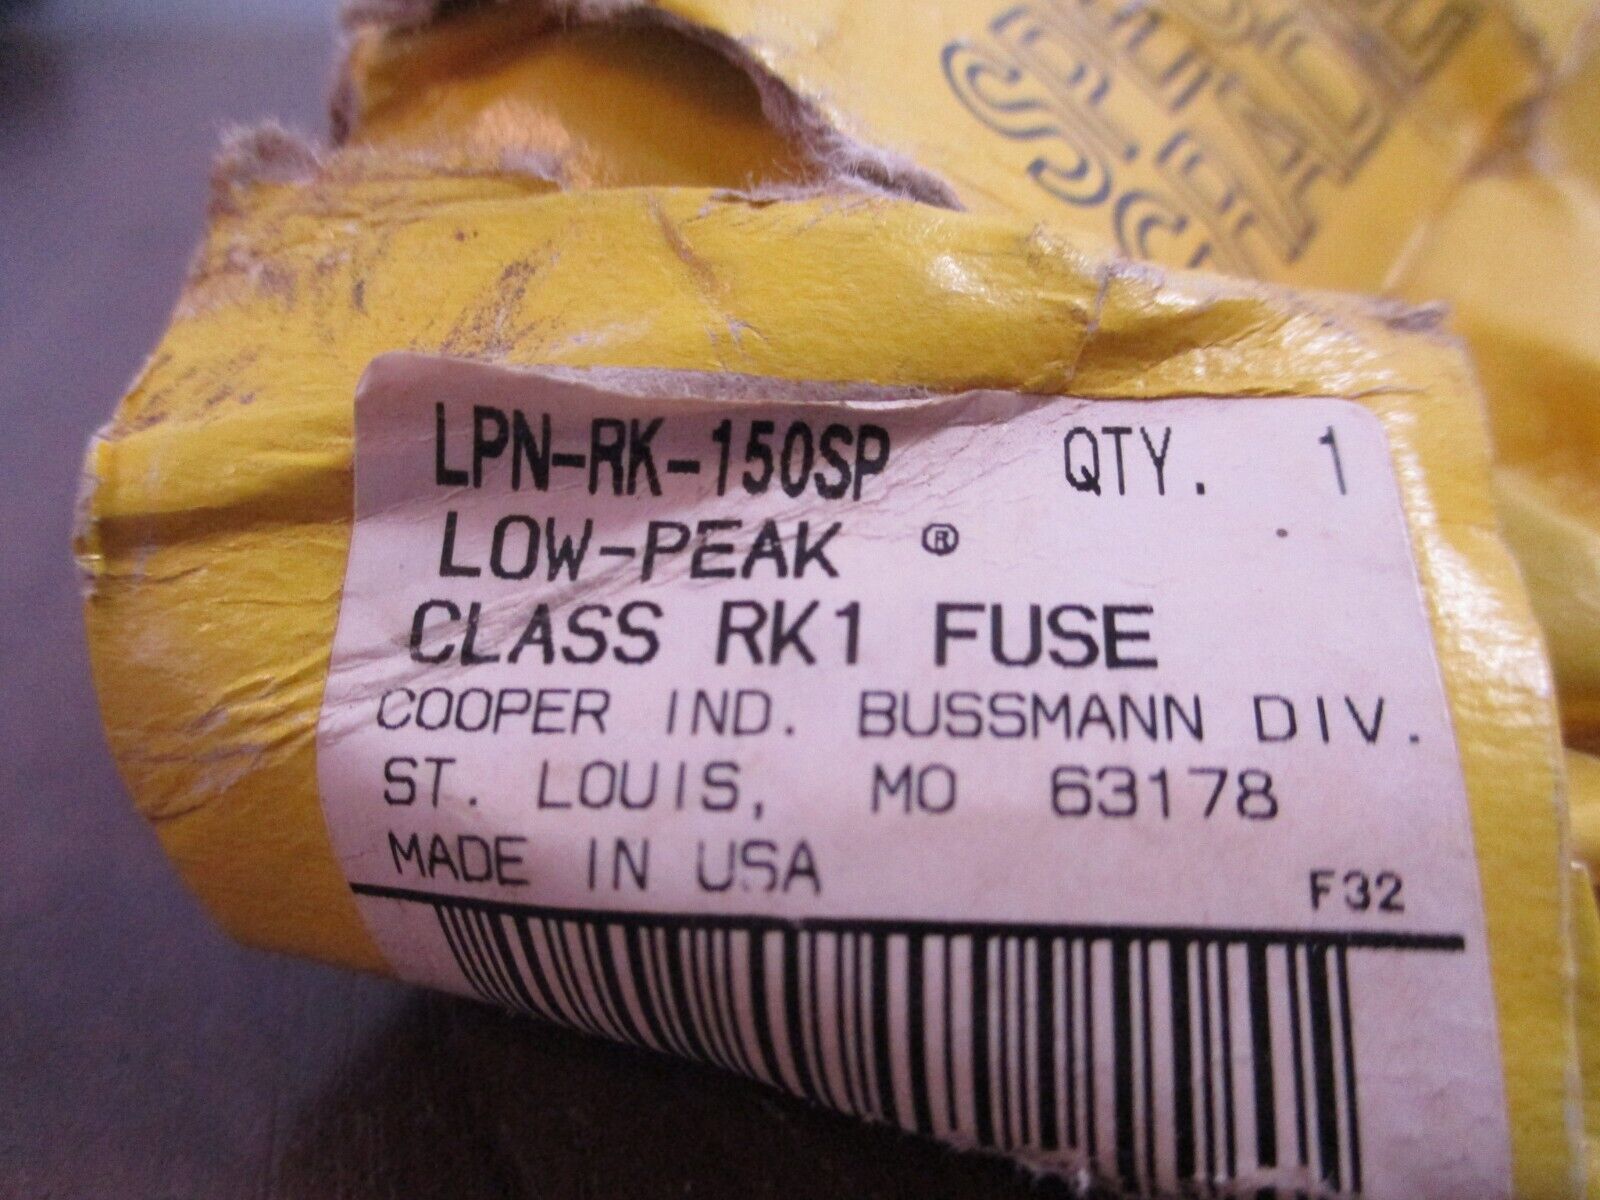 LPN-RK-150SP QTY. 1
LOW-PEAK ®
CLASS RK1 FUSE
COOPER IND. BUSSMANN DIV.
ST. LOUIS, MO 63178
MADE IN USA
F32